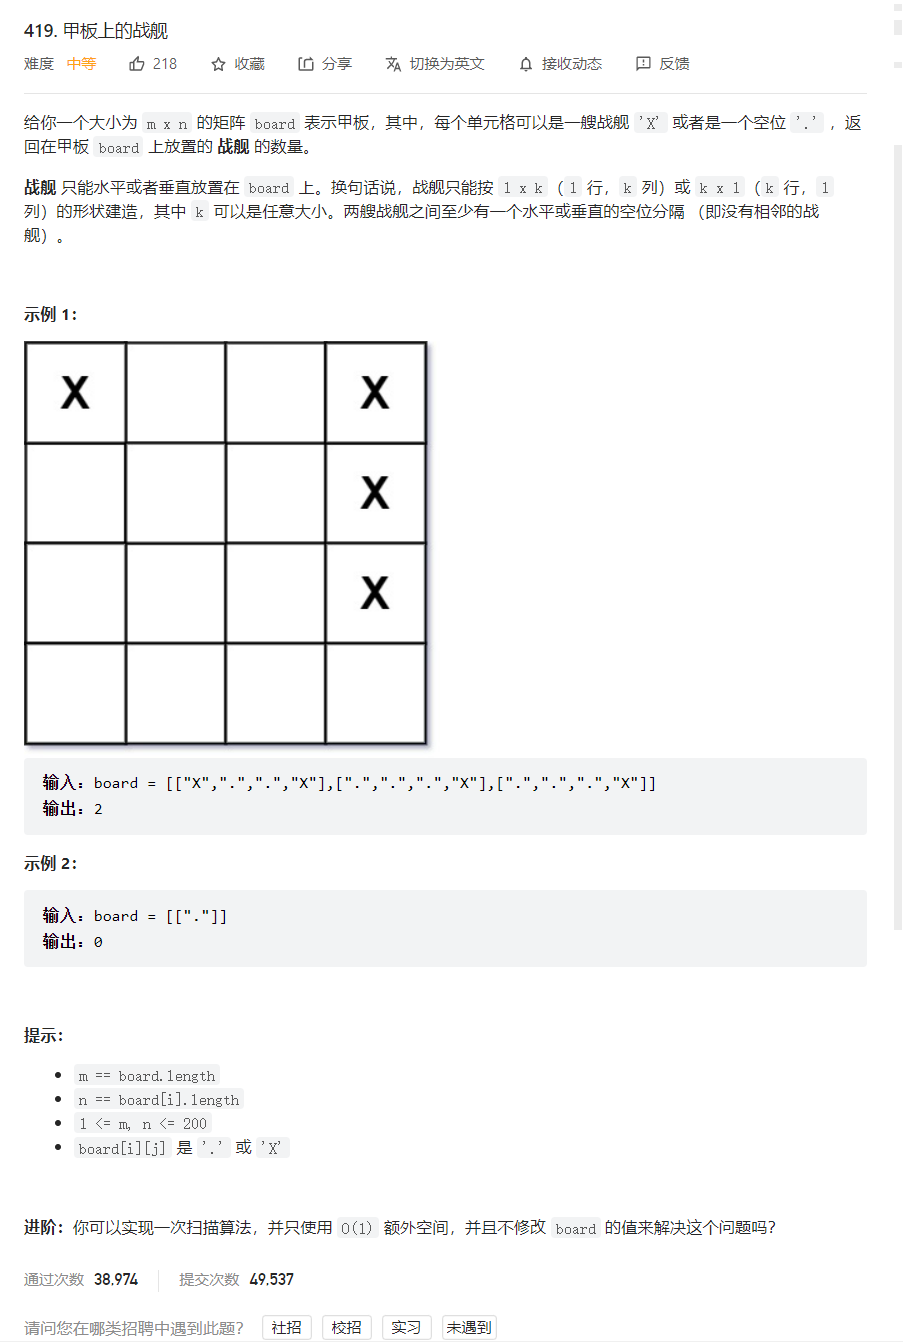 419. 甲板上的战舰
难度 中等 218 收藏 分享 切换为英文 接收动态 反馈
给你一个大小为 m x n 的矩阵 board 表示甲板，其中，每个单元格可以是一艘战舰 'X' 或者是一个空位 '.' ，返
回在甲板 board 上放置的 战舰 的数量。
战舰 只能水平或者垂直放置在 board 上。换句话说，战舰只能按 1 x k（1 行，k 列）或 k x 1（k 行，1
列）的形状建造，其中 k 可以是任意大小。两艘战舰之间至少有一个水平或垂直的空位分隔 （即没有相邻的战
舰）。
示例 1：
X X
X
X
输入：board = [["X",".",".","X"],[".",".",".","X"],[".",".",".","X"]]
输出：2
示例 2：
输入：board = [["."]]
输出：0
提示：
• m == board.length
• n == board[i].length
• 1 <= m, n <= 200
• board[i][j] 是 '.' 或 'X'
进阶：你可以实现一次扫描算法，并只使用 O(1) 额外空间，并且不修改 board 的值来解决这个问题吗？
通过次数 38,974 提交次数 49,537
请问您在哪类招聘中遇到此题？ 社招 校招 实习 未遇到